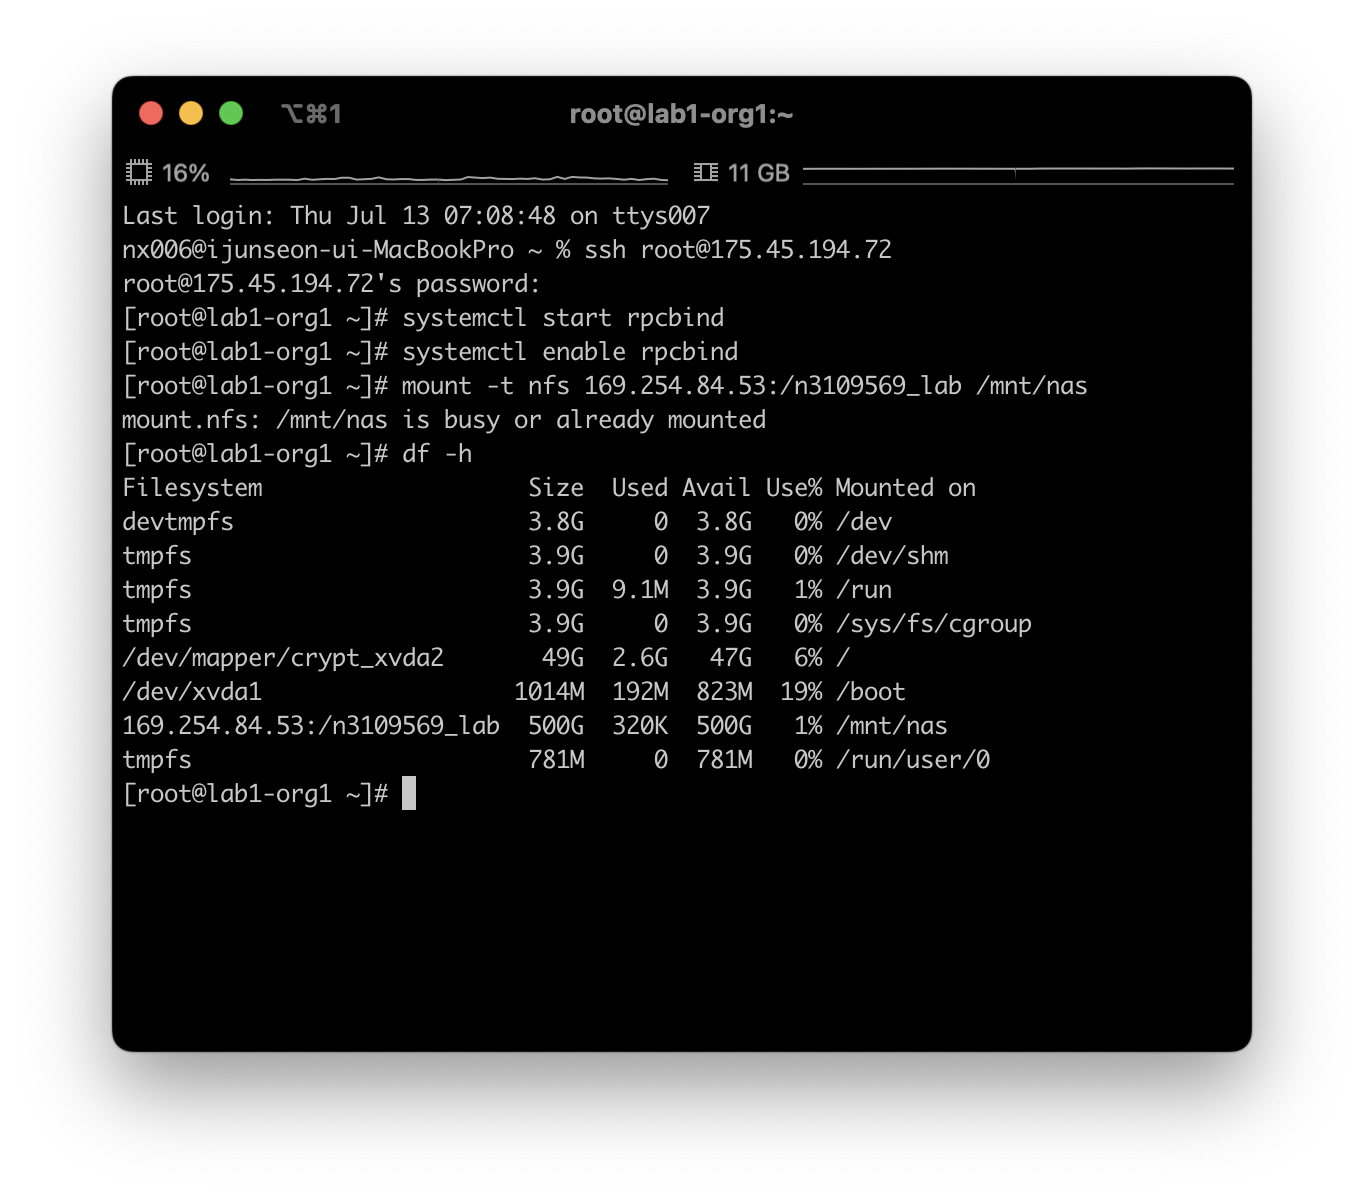 ⌥⌘1 root@lab1-org1:~
16% 11 GB
Last login: Thu Jul 13 07:08:48 on ttys007
nx006@ijunseon-ui-MacBookPro ~ % ssh root@175.45.194.72
root@175.45.194.72's password:
[root@lab1-org1 ~]# systemctl start rpcbind
[root@lab1-org1 ~]# systemctl enable rpcbind
[root@lab1-org1 ~]# mount -t nfs 169.254.84.53:/n3109569_lab /mnt/nas
mount.nfs: /mnt/nas is busy or already mounted
[root@lab1-org1 ~]# df -h
Filesystem                   Size  Used Avail Use% Mounted on
devtmpfs                     3.8G     0  3.8G   0% /dev
tmpfs                        3.9G     0  3.9G   0% /dev/shm
tmpfs                        3.9G  9.1M  3.9G   1% /run
tmpfs                        3.9G     0  3.9G   0% /sys/fs/cgroup
/dev/mapper/crypt_xvda2       49G  2.6G   47G   6% /
/dev/xvda1                  1014M  192M  823M  19% /boot
169.254.84.53:/n3109569_lab  500G  320K  500G   1% /mnt/nas
tmpfs                        781M     0  781M   0% /run/user/0
[root@lab1-org1 ~]#